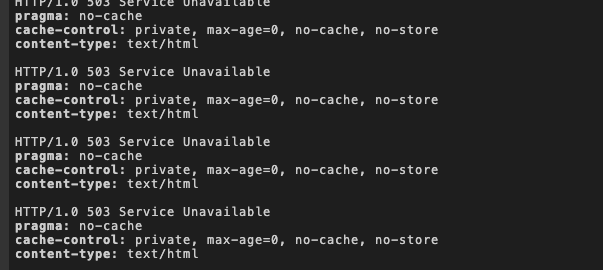 HTTP/1.0 503 Service Unavailable
pragma: no-cache
cache-control: private, max-age=0, no-cache, no-store
content-type: text/html
HTTP/1.0 503 Service Unavailable
pragma: no-cache
cache-control: private, max-age=0, no-cache, no-store
content-type: text/html
HTTP/1.0 503 Service Unavailable
pragma: no-cache
cache-control: private, max-age=0, no-cache, no-store
content-type: text/html
HTTP/1.0 503 Service Unavailable
pragma: no-cache
cache-control: private, max-age=0, no-cache, no-store
content-type: text/html